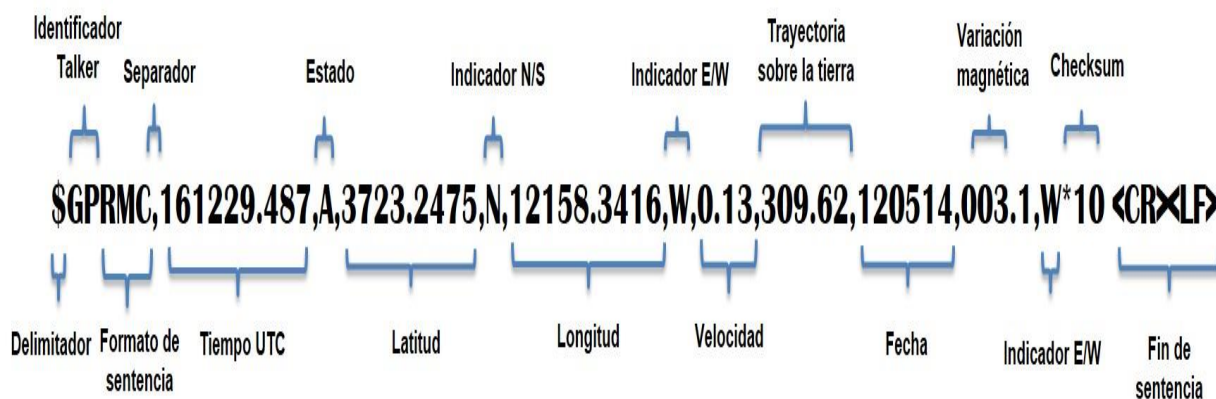 Identificador
Talker
Separador
Estado
Indicador N/S
Indicador E/W
Trayectoria
sobre la tierra
Variación
magnética
Checksum
$GPRMC,161229.487,A,3723.2475,N,12158.3416,W,0.13,309.62,120514,003.1,W*10 <CR><LF>
Delimitador
Formato de
sentencia
Tiempo UTC
Latitud
Longitud
Velocidad
Fecha
Indicador E/W
Fin de
sentencia